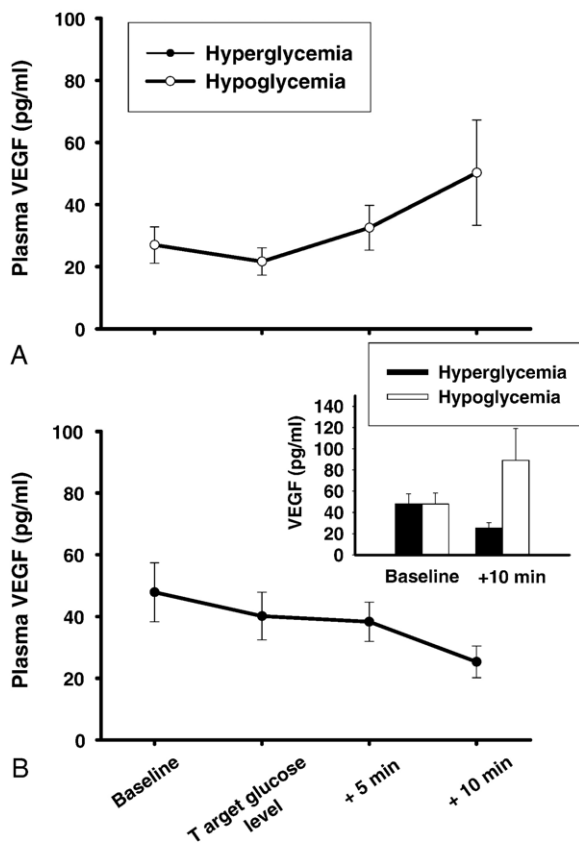 100
80
60
40
20
0
Plasma VEGF (pg/ml)
Hyperglycemia
Hypoglycemia
A
Hyperglycemia
Hypoglycemia
140
120
100
80
60
40
20
0
VEGF (pg/ml)
Baseline +10 min
100
80
60
40
20
0
Plasma VEGF (pg/ml)
B
Baseline
T arget glucose
level
+ 5 min
+ 10 min